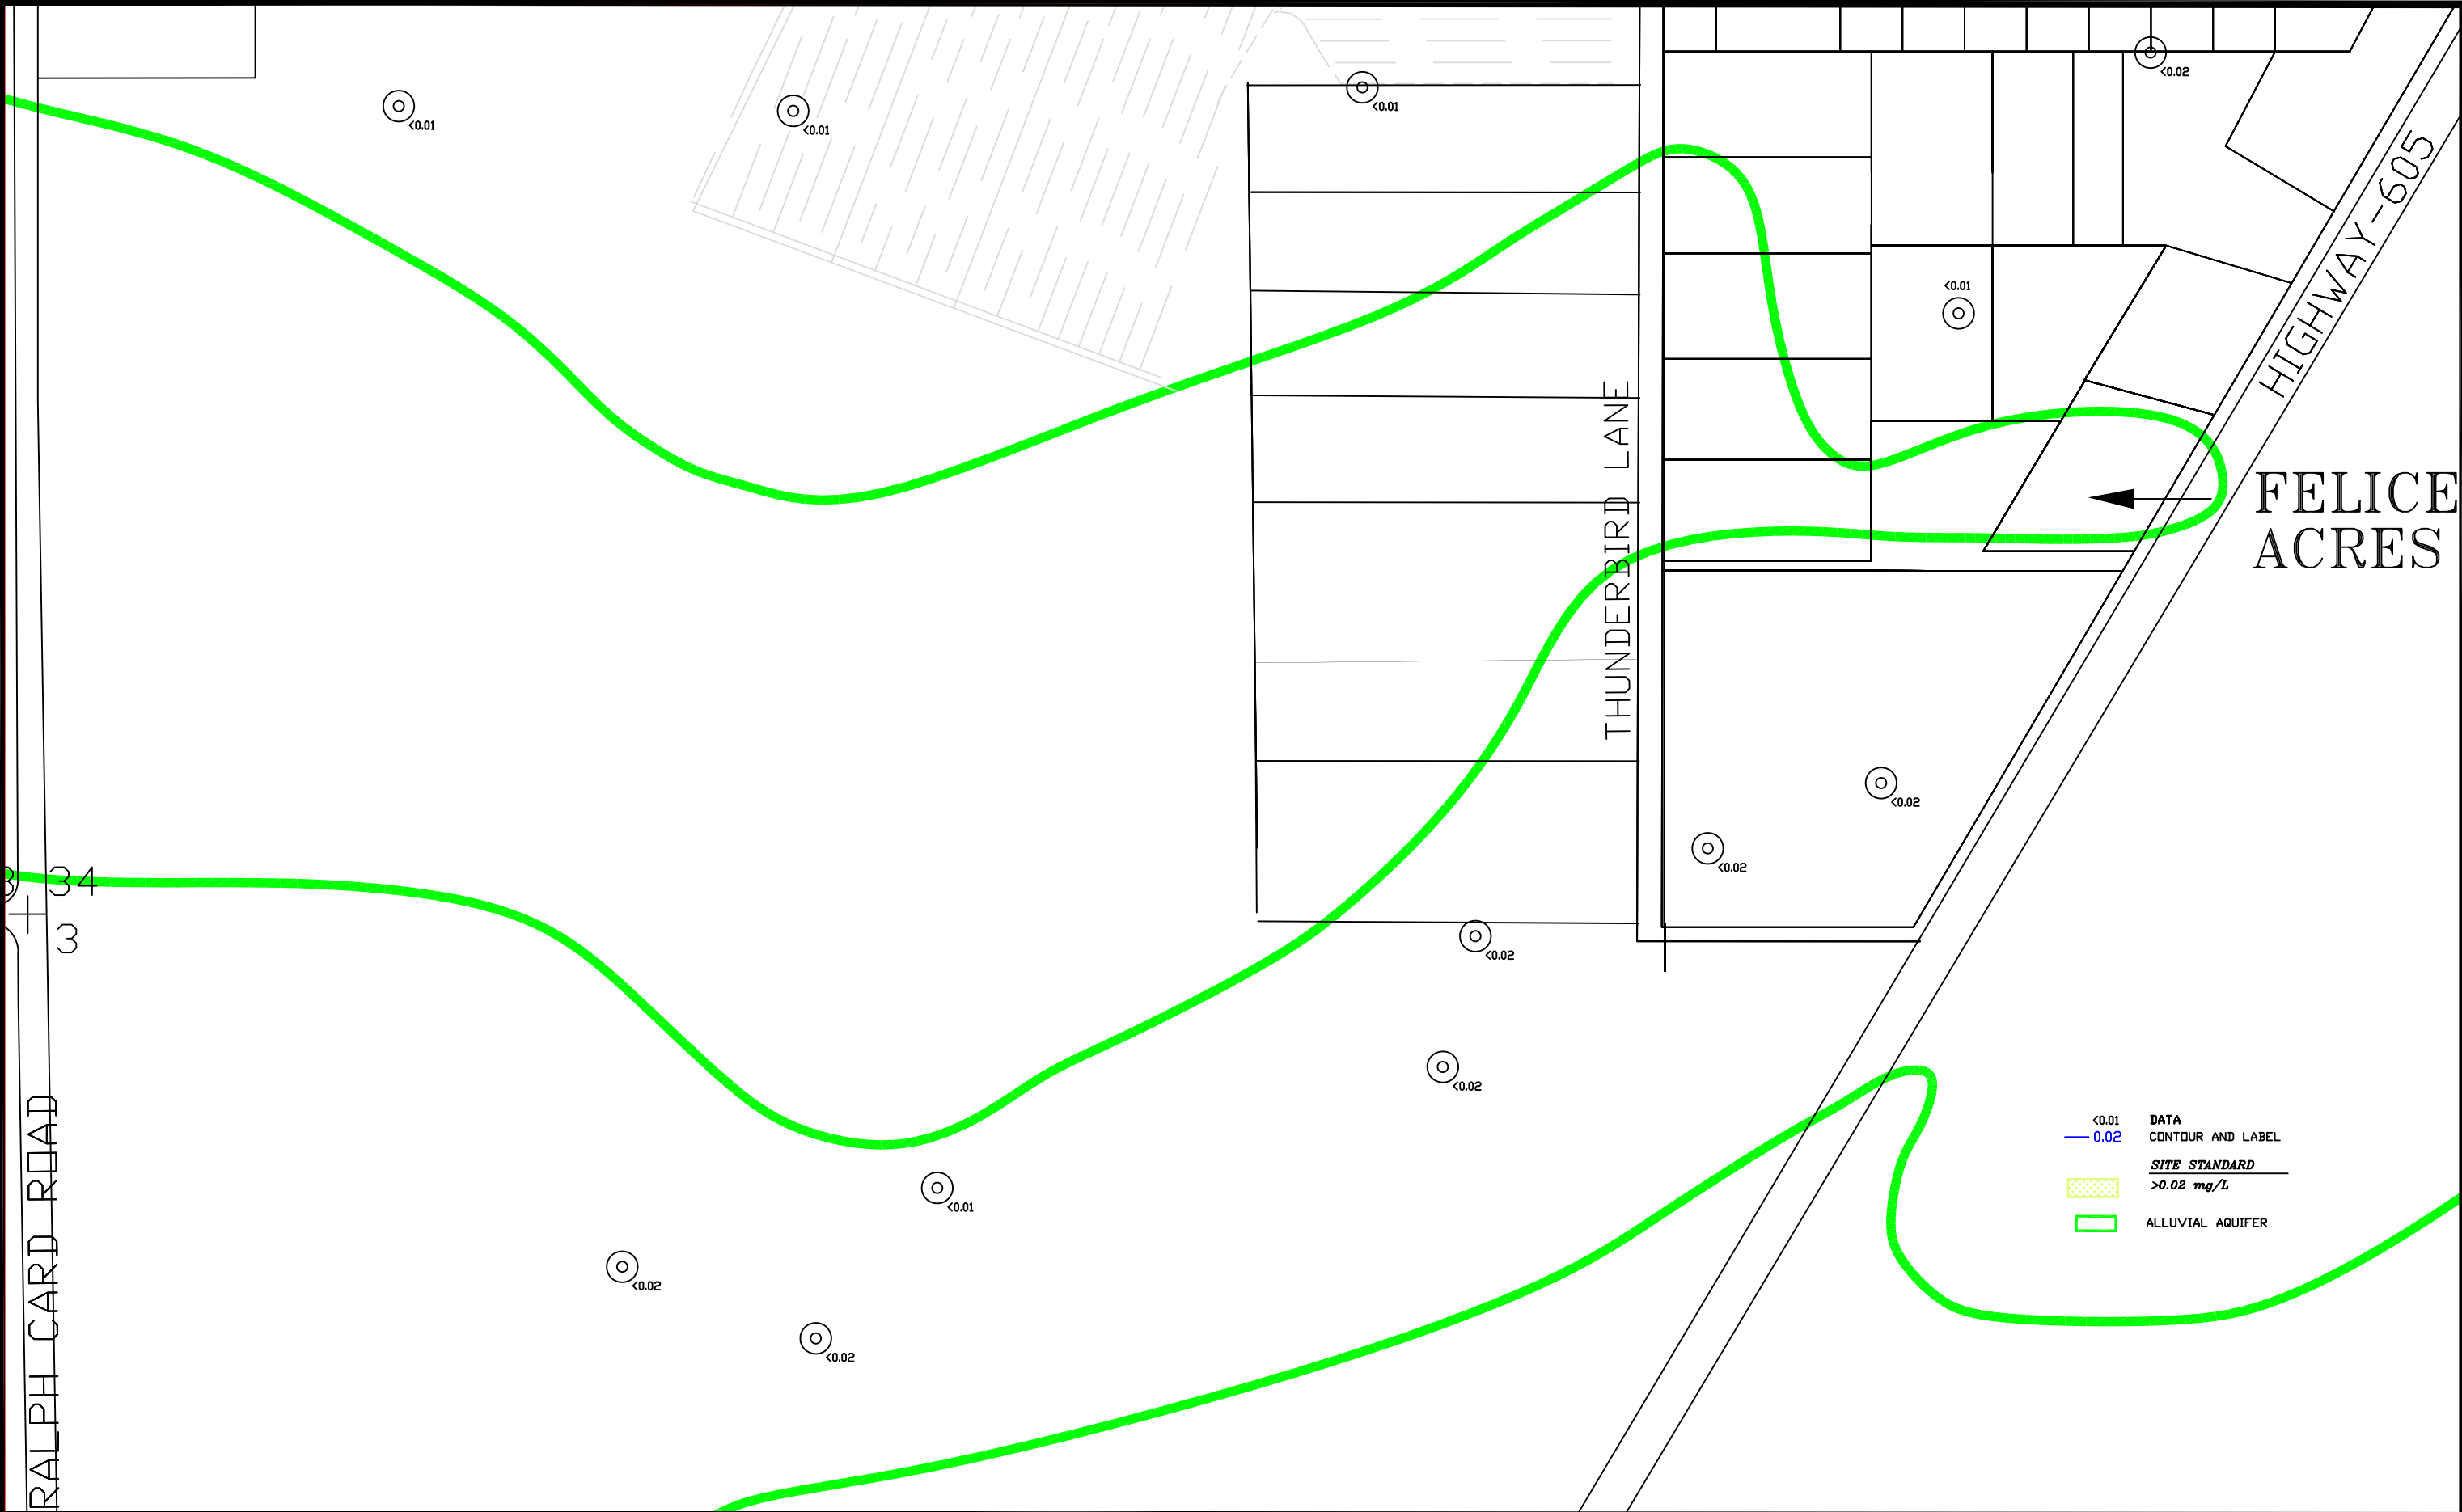 <0.02
<0.01
<0.01
<0.01
HIGHWAY-605
<0.01
THUNDERBIRD LANE
FELICE
ACRES
<0.02
<0.02
34
3
<0.02
<0.02
RALPH CARD ROAD
<0.01
<0.02
<0.02
<0.01 DATA
0.02 CONTOUR AND LABEL
SITE STANDARD
>0.02 mg/L
ALLUVIAL AQUIFER